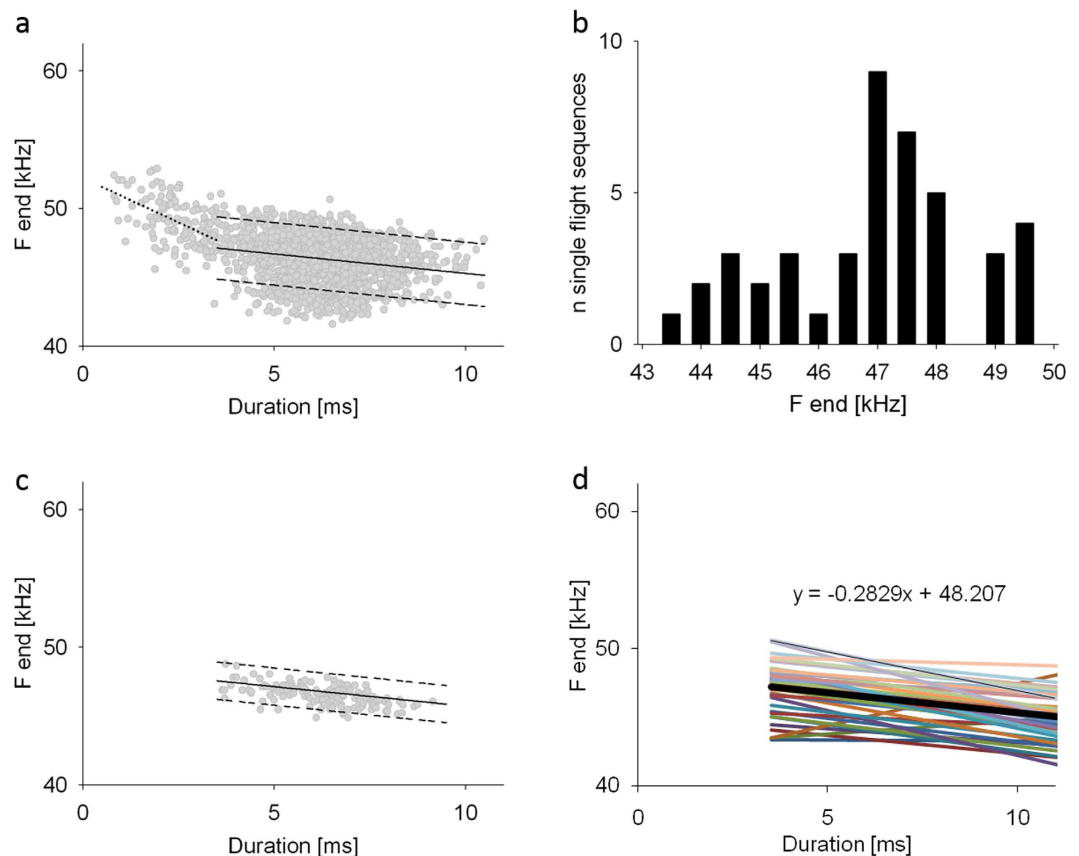 a
60
50
40
F end [kHz]
0 5 10
Duration [ms]
b
10
5
0
n single flight sequences
43 44 45 46 47 48 49 50
F end [kHz]
c
60
50
40
F end [kHz]
0 5 10
Duration [ms]
d
60
50
40
F end [kHz]
y = -0.2829x + 48.207
0 5 10
Duration [ms]